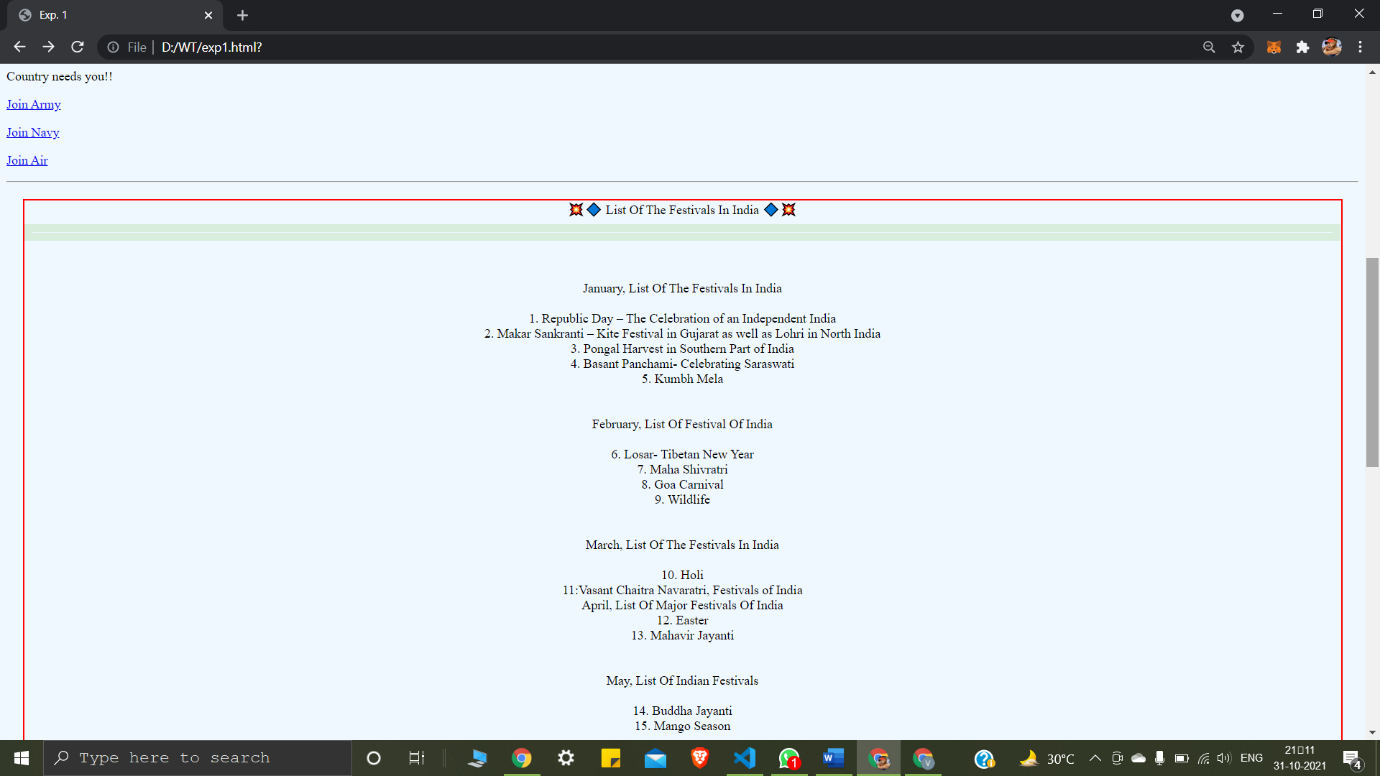 Exp. 1
File | D:/WT/exp1.html?
Country needs you!!
Join Army
Join Navy
Join Air
💥 🔷 List Of The Festivals In India 🔷 💥
January, List Of The Festivals In India
1. Republic Day – The Celebration of an Independent India
2. Makar Sankranti – Kite Festival in Gujarat as well as Lohri in North India
3. Pongal Harvest in Southern Part of India
4. Basant Panchami- Celebrating Saraswati
5. Kumbh Mela
February, List Of Festival Of India
6. Losar- Tibetan New Year
7. Maha Shivratri
8. Goa Carnival
9. Wildlife
March, List Of The Festivals In India
10. Holi
11:Vasant Chaitra Navaratri, Festivals of India
April, List Of Major Festivals Of India
12. Easter
13. Mahavir Jayanti
May, List Of Indian Festivals
14. Buddha Jayanti
15. Mango Season
Type here to search
1
30°C
ENG
21▯11
31-10-2021
4